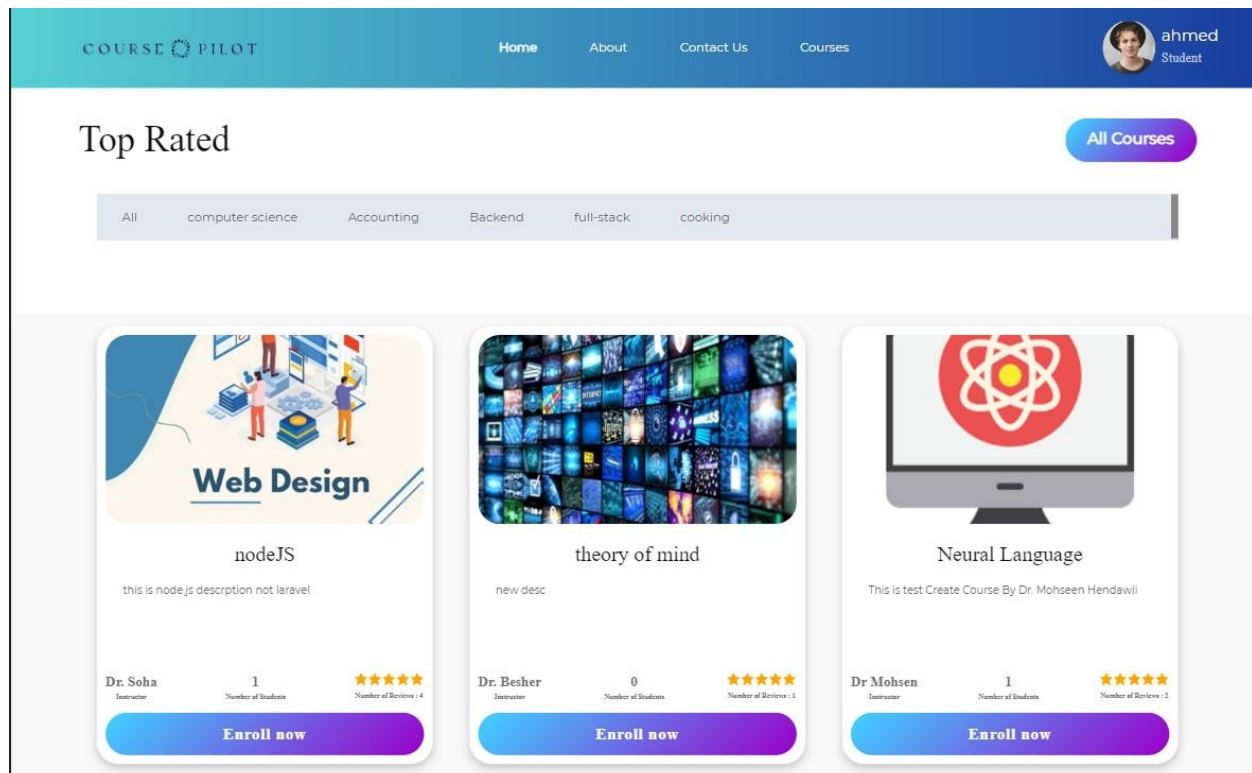 COURSE PILOT
Home About Contact Us Courses
ahmed
Student
Top Rated
All Courses
All computer science Accounting Backend full-stack cooking
Web Design
nodeJS
this is node js descrption not laravel
Dr. Soha 1
Instructor Number of Students Number of Reviews : 4
Enroll now
INTERNET
theory of mind
new desc
Dr. Besher 0
Instructor Number of Students Number of Reviews : 1
Enroll now
Neural Language
This is test Create Course By Dr. Mohseen Hendawii
Dr Mohsen 1
Instructor Number of Students Number of Reviews : 2
Enroll now